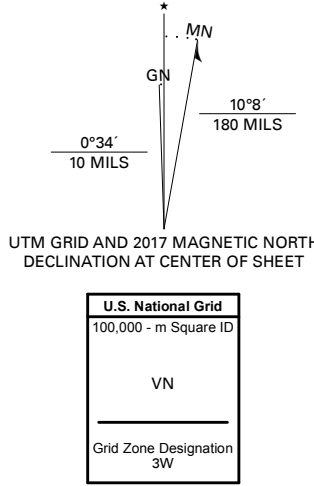 ★
MN
GN
0°34´
10 MILS
10°8´
180 MILS
UTM GRID AND 2017 MAGNETIC NORTH
DECLINATION AT CENTER OF SHEET
U.S. National Grid
100,000 - m Square ID
VN
Grid Zone Designation
3W